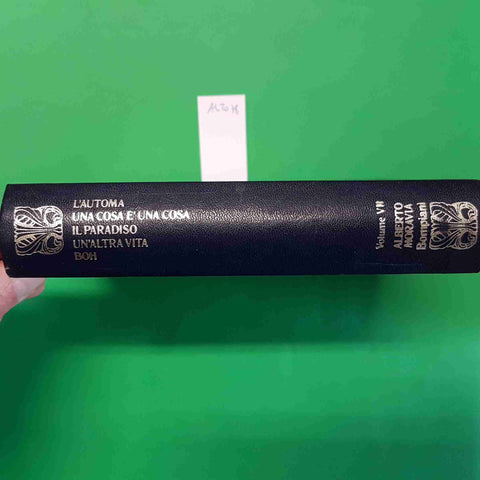 L'AUTOMA
UNA COSA E' UNA COSA
IL PARADISO
UN'ALTRA VITA
BOH
Volume VII
ALBERTO
MORAVIA
Bompiani